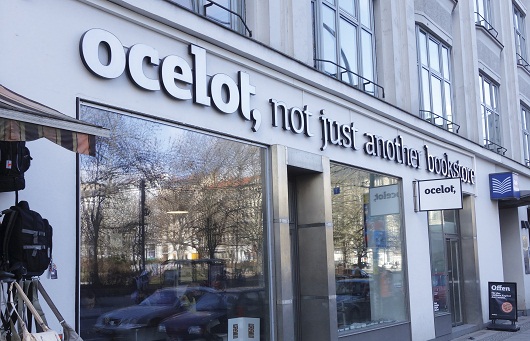 ocelot, not just another bookstore
ocelot,
Offen